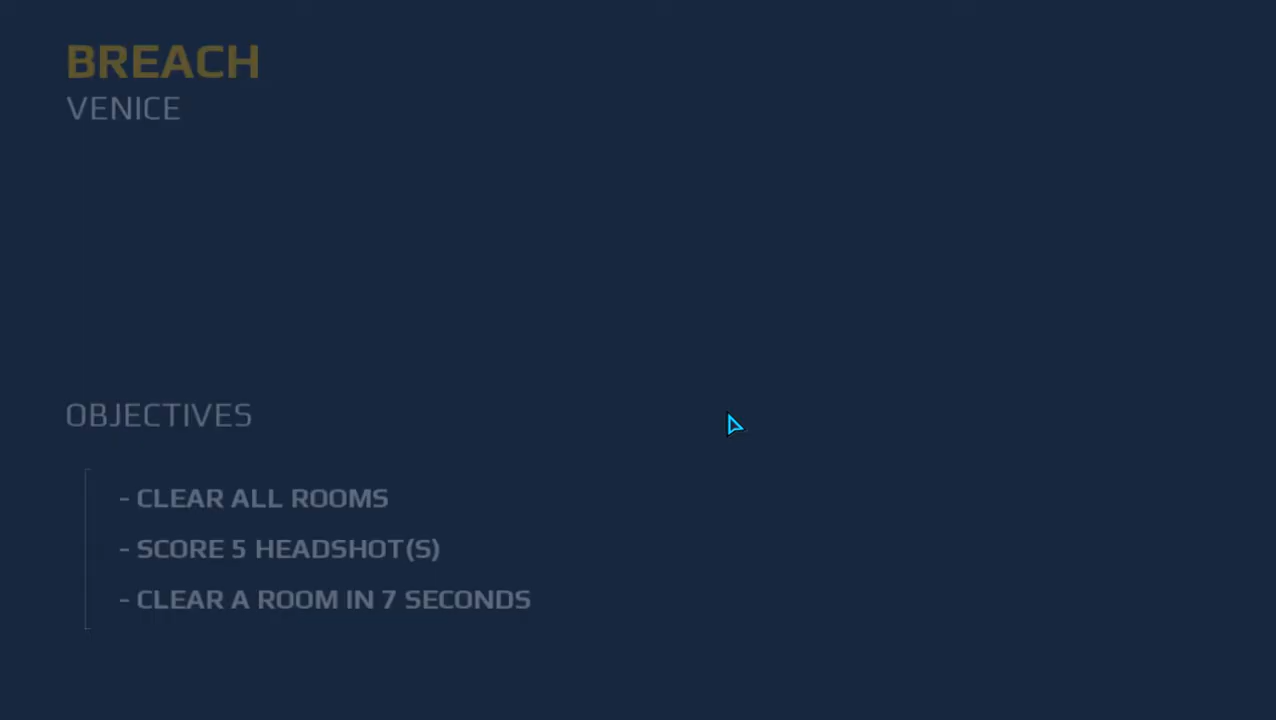 BREACH
VENICE
OBJECTIVES
- CLEAR ALL ROOMS
- SCORE 5 HEADSHOT(S)
- CLEAR A ROOM IN 7 SECONDS